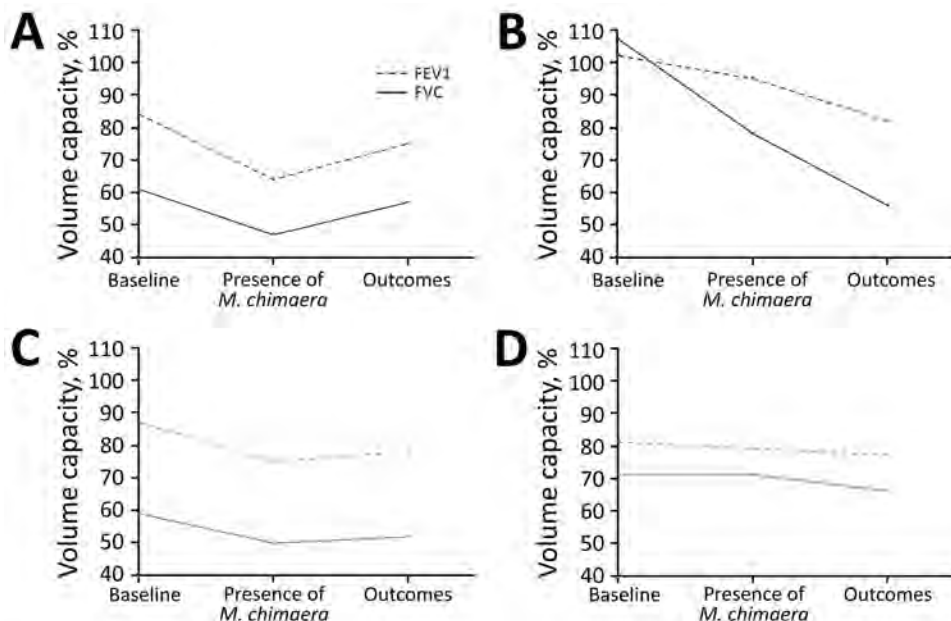 A
Volume capacity, %
110
100
90
80
70
60
50
40
FEV1
FVC
Baseline
Presence of
M. chimaera
Outcomes
B
Volume capacity, %
110
100
90
80
70
60
50
40
Baseline
Presence of
M. chimaera
Outcomes
C
Volume capacity, %
110
100
90
80
70
60
50
40
Baseline
Presence of
M. chimaera
Outcomes
D
Volume capacity, %
110
100
90
80
70
60
50
40
Baseline
Presence of
M. chimaera
Outcomes